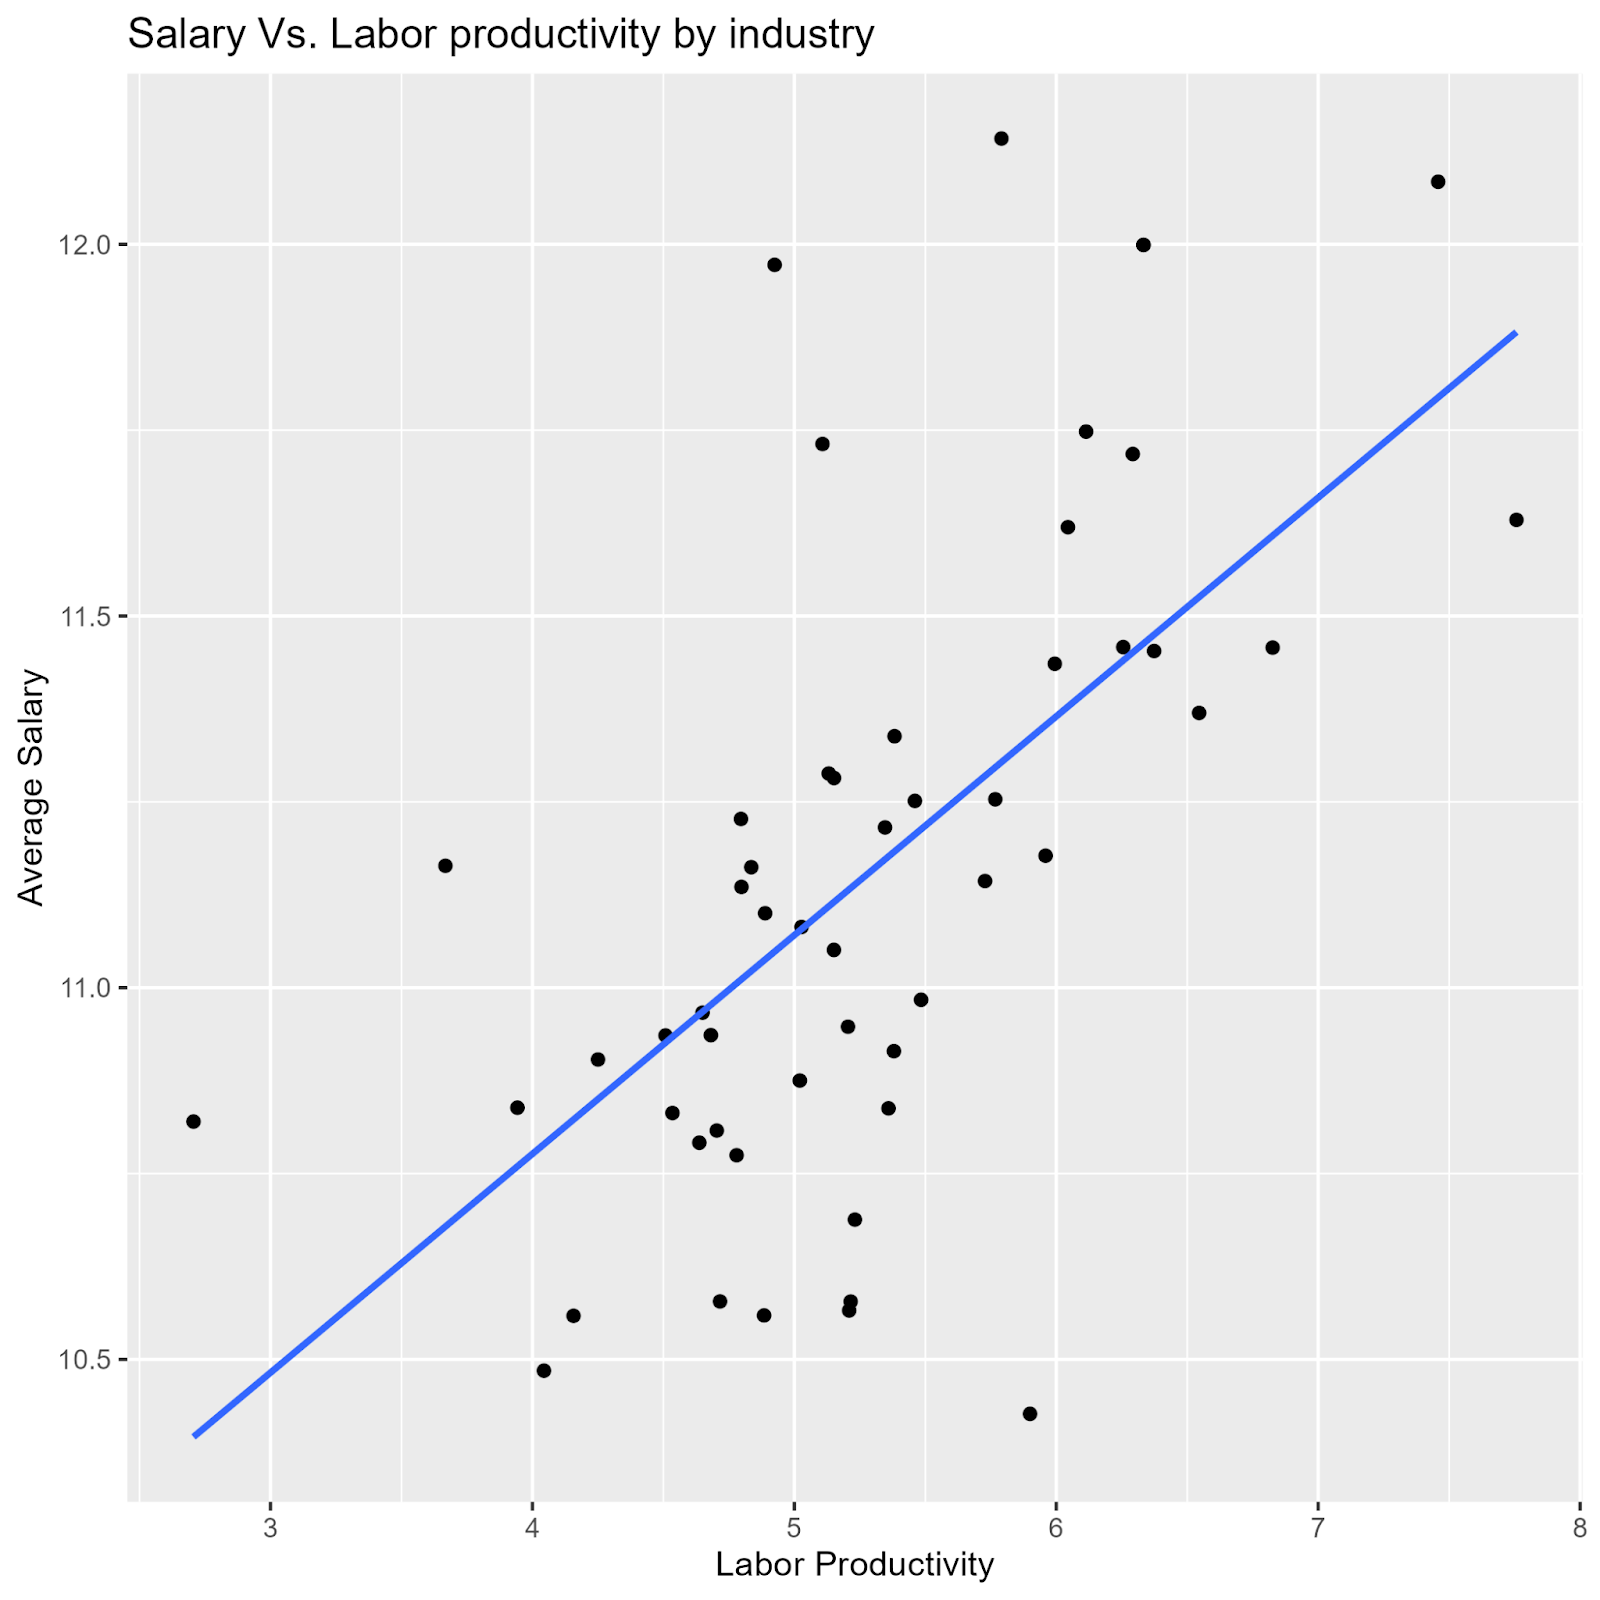 Salary Vs. Labor productivity by industry
12.0
11.5
11.0
10.5
Average Salary
3 4 5 6 7 8
Labor Productivity